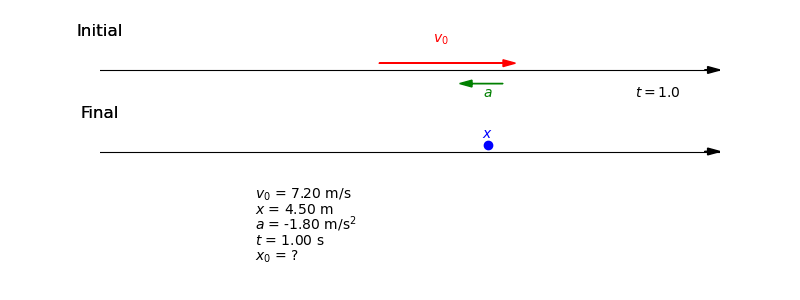 Initial
v₀
a
t = 1.0
Final
x
v₀ = 7.20 m/s
x = 4.50 m
a = -1.80 m/s²
t = 1.00 s
x₀ = ?